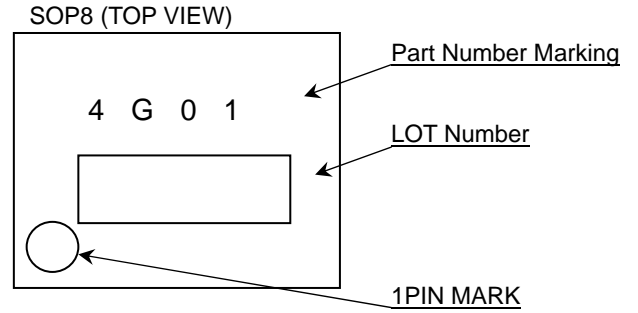 SOP8 (TOP VIEW)
Part Number Marking
4 G 0 1
LOT Number
1PIN MARK